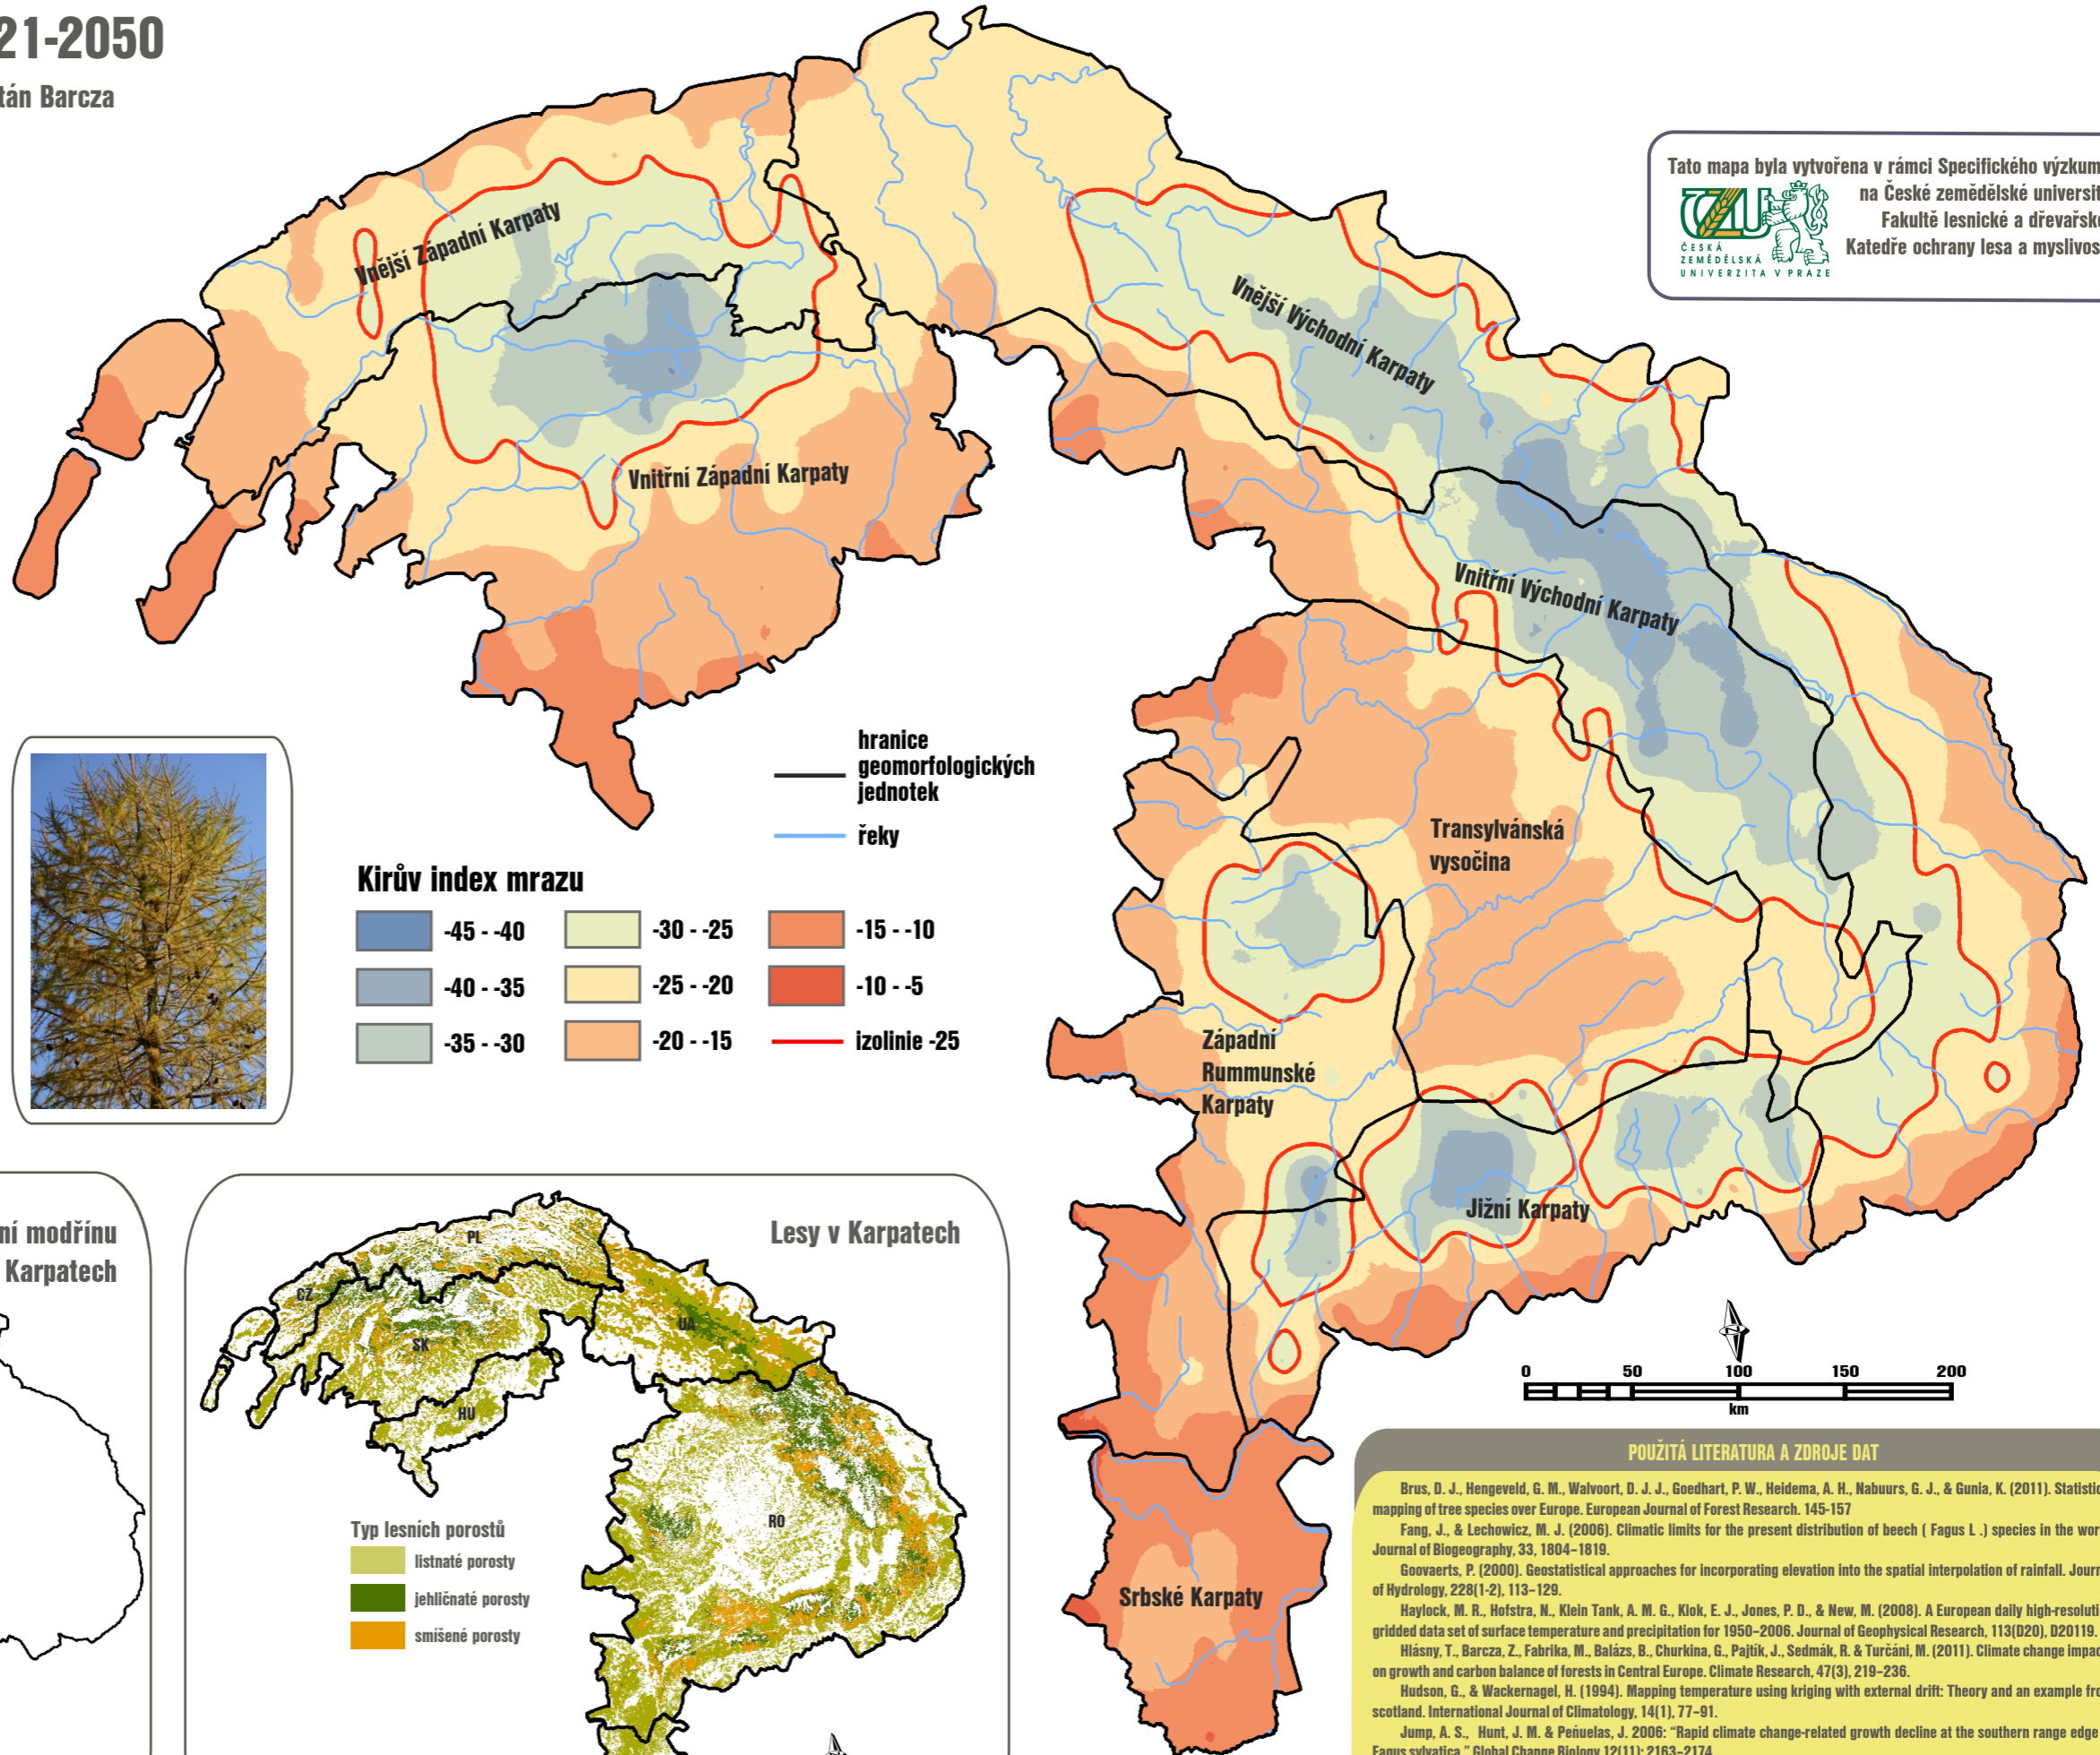 21-2050
tán Barcza
Tato mapa byla vytvořena v rámci Specifického výzkum
na České zemědělské universit
Fakultě lesnické a dřevařsk
Katedře ochrany lesa a myslivos
ČESKÁ
ZEMĚDĚLSKÁ
UNIVERZITA V PRAZE
Vnější Západní Karpaty
Vnější Východní Karpaty
Vnitřní Západní Karpaty
Vnitřní Východní Karpaty
Transylvánská
vysočina
Západní
Rummunské
Karpaty
Jižní Karpaty
Srbské Karpaty
hranice
geomorfologických
jednotek
řeky
Kirův index mrazu
-45 - -40
-40 - -35
-35 - -30
-30 - -25
-25 - -20
-20 - -15
-15 - -10
-10 - -5
izolinie -25
ní modřínu
Karpatech
Lesy v Karpatech
PL
CZ
SK
UA
HU
RO
Typ lesních porostů
listnaté porosty
jehličnaté porosty
smíšené porosty
0 50 100 150 200
km
POUŽITÁ LITERATURA A ZDROJE DAT
Brus, D. J., Hengeveld, G. M., Walvoort, D. J. J., Goedhart, P. W., Heidema, A. H., Nabuurs, G. J., & Gunia, K. (2011). Statistic
mapping of tree species over Europe. European Journal of Forest Research. 145-157
Fang, J., & Lechowicz, M. J. (2006). Climatic limits for the present distribution of beech ( Fagus L .) species in the wor
Journal of Biogeography, 33, 1804–1819.
Goovaerts, P. (2000). Geostatistical approaches for incorporating elevation into the spatial interpolation of rainfall. Journ
of Hydrology, 228(1-2), 113–129.
Haylock, M. R., Hofstra, N., Klein Tank, A. M. G., Klok, E. J., Jones, P. D., & New, M. (2008). A European daily high-resoluti
gridded data set of surface temperature and precipitation for 1950–2006. Journal of Geophysical Research, 113(D20), D20119.
Hlásny, T., Barcza, Z., Fabrika, M., Balázs, B., Churkina, G., Pajtík, J., Sedmák, R. & Turčáni, M. (2011). Climate change impac
on growth and carbon balance of forests in Central Europe. Climate Research, 47(3), 219–236.
Hudson, G., & Wackernagel, H. (1994). Mapping temperature using kriging with external drift: Theory and an example fro
scotland. International Journal of Climatology, 14(1), 77–91.
Jump, A. S., Hunt, J. M. & Peńuelas, J. 2006: “Rapid climate change-related growth decline at the southern range edge
Fagus sylvatica.” Global Change Biology 12(11): 2163–2174